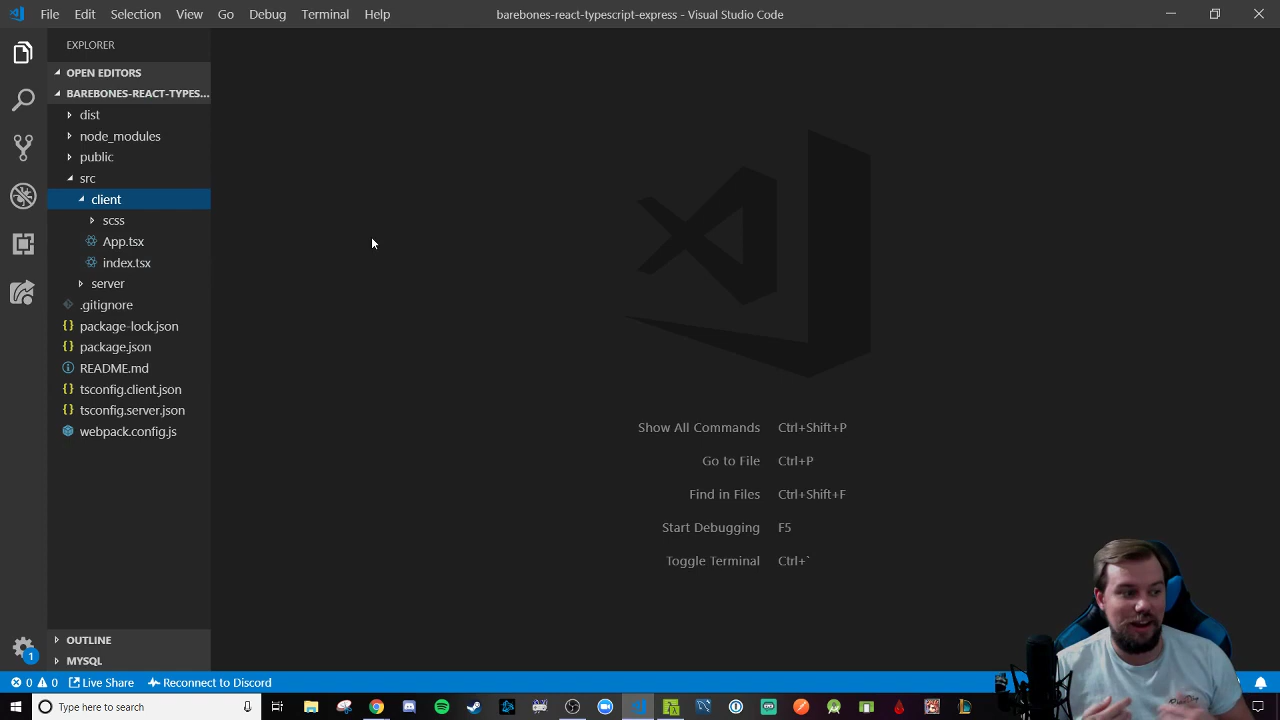 File Edit Selection View Go Debug Terminal Help
barebones-react-typescript-express - Visual Studio Code
EXPLORER
OPEN EDITORS
BAREBONES-REACT-TYPES...
dist
node_modules
public
src
client
scss
App.tsx
index.tsx
server
.gitignore
package-lock.json
package.json
README.md
tsconfig.client.json
tsconfig.server.json
webpack.config.js
Show All Commands Ctrl+Shift+P
Go to File Ctrl+P
Find in Files Ctrl+Shift+F
Start Debugging F5
Toggle Terminal Ctrl+`
OUTLINE
MYSQL
1
0 0 Live Share Reconnect to Discord
Type here to search